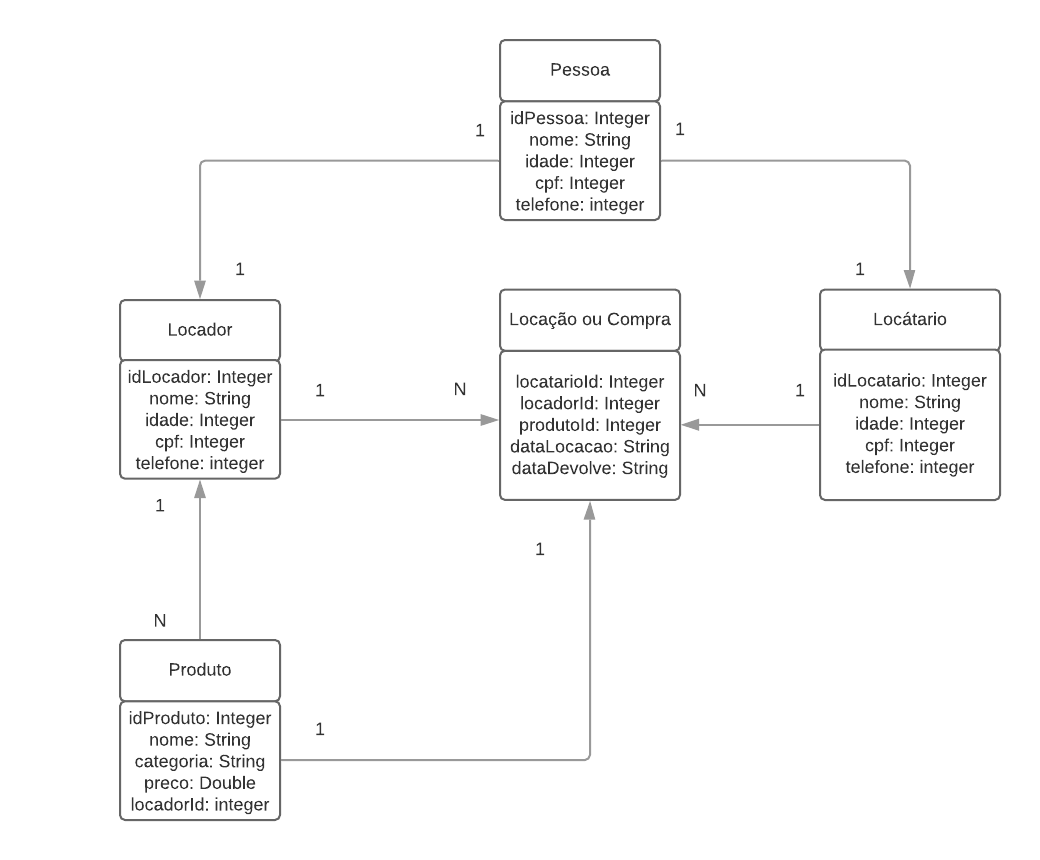 Pessoa
idPessoa: Integer
nome: String
idade: Integer
cpf: Integer
telefone: integer
1
1
1
1
Locador
idLocador: Integer
nome: String
idade: Integer
cpf: Integer
telefone: integer
1
N
Locação ou Compra
locatarioId: Integer
locadorId: Integer
produtoId: Integer
dataLocacao: String
dataDevolve: String
N
1
Locátario
idLocatario: Integer
nome: String
idade: Integer
cpf: Integer
telefone: integer
1
1
N
Produto
idProduto: Integer
nome: String
categoria: String
preco: Double
locadorId: integer
1